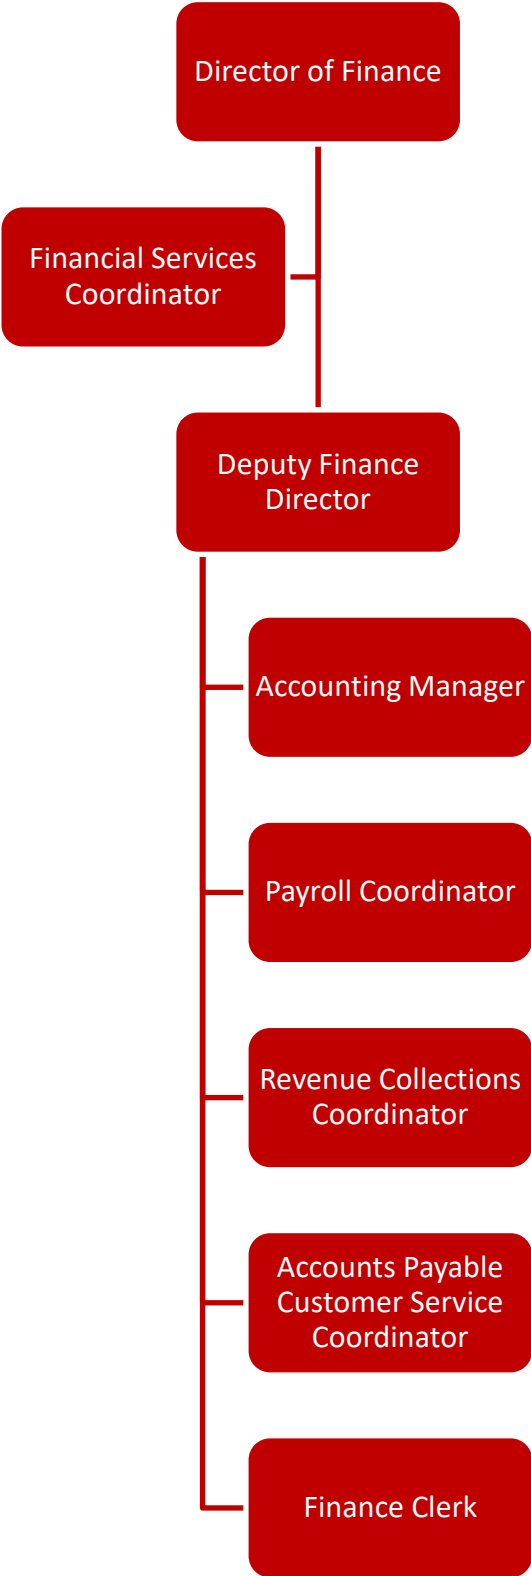 Director of Finance
Financial Services
Coordinator
Deputy Finance
Director
Accounting Manager
Payroll Coordinator
Revenue Collections
Coordinator
Accounts Payable
Customer Service
Coordinator
Finance Clerk